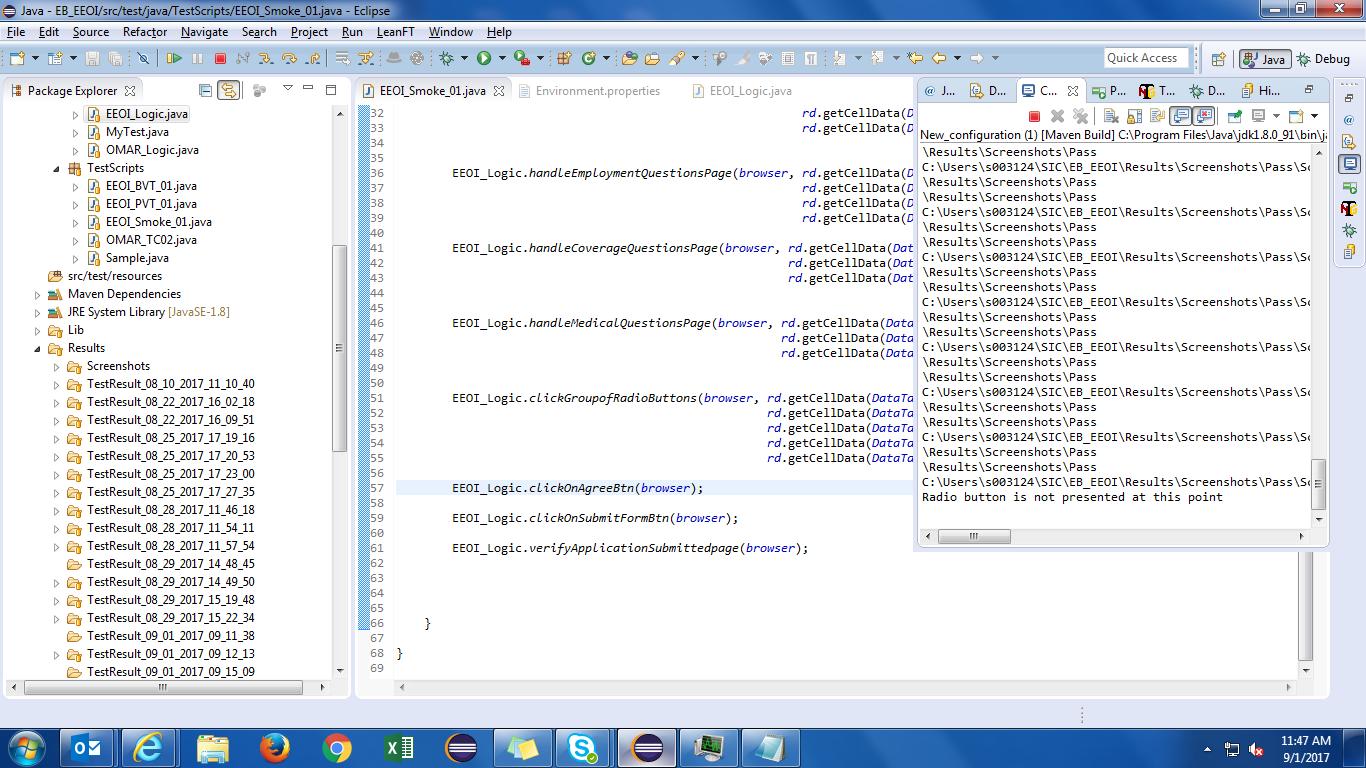 Java - EB_EEOI/src/test/java/TestScripts/EEOI_Smoke_01.java - Eclipse
File Edit Source Refactor Navigate Search Project Run LeanFT Window Help
Quick Access
Java
Debug
Package Explorer
EEOI_Logic.java
MyTest.java
OMAR_Logic.java
TestScripts
EEOI_BVT_01.java
EEOI_PVT_01.java
EEOI_Smoke_01.java
OMAR_TC02.java
Sample.java
src/test/resources
Maven Dependencies
JRE System Library [JavaSE-1.8]
Lib
Results
Screenshots
TestResult_08_10_2017_11_10_40
TestResult_08_22_2017_16_02_18
TestResult_08_22_2017_16_09_51
TestResult_08_25_2017_17_19_16
TestResult_08_25_2017_17_20_53
TestResult_08_25_2017_17_23_00
TestResult_08_25_2017_17_27_35
TestResult_08_28_2017_11_46_18
TestResult_08_28_2017_11_54_11
TestResult_08_28_2017_11_57_54
TestResult_08_29_2017_14_48_45
TestResult_08_29_2017_14_49_50
TestResult_08_29_2017_15_19_48
TestResult_08_29_2017_15_22_34
TestResult_09_01_2017_09_11_38
TestResult_09_01_2017_09_12_13
TestResult_09_01_2017_09_15_09
EEOI_Smoke_01.java Environment.properties EEOI_Logic.java
32 rd.getCellData(D
33 rd.getCellData(D
34
35
36 EEOI_Logic.handleEmploymentQuestionsPage(browser, rd.getCellData(D
37 rd.getCellData(D
38 rd.getCellData(D
39 rd.getCellData(D
40
41 EEOI_Logic.handleCoverageQuestionsPage(browser, rd.getCellData(Dat
42 rd.getCellData(Dat
43 rd.getCellData(Dat
44
45
46 EEOI_Logic.handleMedicalQuestionsPage(browser, rd.getCellData(Data
47 rd.getCellData(Data
48 rd.getCellData(Data
49
50
51 EEOI_Logic.clickGroupofRadioButtons(browser, rd.getCellData(DataTa
52 rd.getCellData(DataTa
53 rd.getCellData(DataTa
54 rd.getCellData(DataTa
55 rd.getCellData(DataTa
56
57 EEOI_Logic.clickOnAgreeBtn(browser);
58
59 EEOI_Logic.clickOnSubmitFormBtn(browser);
60
61 EEOI_Logic.verifyApplicationSubmittedpage(browser);
62
63
64
65
66 }
67
68 }
69
@ J... D... C... P... T... D... Hi...
New_configuration (1) [Maven Build] C:\Program Files\Java\jdk1.8.0_91\bin\ja
\Results\Screenshots\Pass
C:\Users\s003124\SIC\EB_EEOI\Results\Screenshots\Pass\Sc
\Results\Screenshots\Pass
\Results\Screenshots\Pass
C:\Users\s003124\SIC\EB_EEOI\Results\Screenshots\Pass\Sc
\Results\Screenshots\Pass
\Results\Screenshots\Pass
C:\Users\s003124\SIC\EB_EEOI\Results\Screenshots\Pass\Sc
\Results\Screenshots\Pass
\Results\Screenshots\Pass
C:\Users\s003124\SIC\EB_EEOI\Results\Screenshots\Pass\Sc
\Results\Screenshots\Pass
\Results\Screenshots\Pass
C:\Users\s003124\SIC\EB_EEOI\Results\Screenshots\Pass\Sc
\Results\Screenshots\Pass
\Results\Screenshots\Pass
C:\Users\s003124\SIC\EB_EEOI\Results\Screenshots\Pass\Sc
\Results\Screenshots\Pass
\Results\Screenshots\Pass
C:\Users\s003124\SIC\EB_EEOI\Results\Screenshots\Pass\Sc
\Results\Screenshots\Pass
\Results\Screenshots\Pass
C:\Users\s003124\SIC\EB_EEOI\Results\Screenshots\Pass\Sc
Radio button is not presented at this point
11:47 AM
9/1/2017